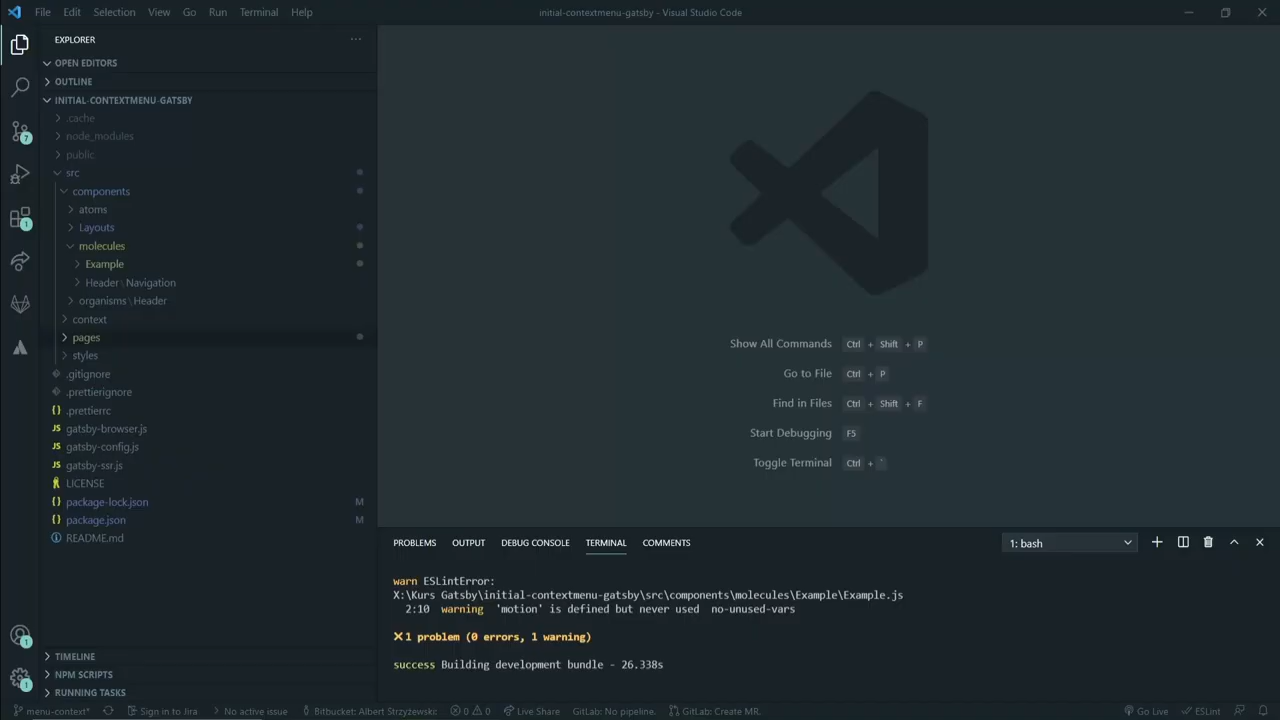 File Edit Selection View Go Run Terminal Help
initial-contextmenu-gatsby - Visual Studio Code
EXPLORER
OPEN EDITORS
OUTLINE
INITIAL-CONTEXTMENU-GATSBY
.cache
node_modules
public
src
components
atoms
Layouts
molecules
Example
Header\Navigation
organisms\Header
context
pages
styles
.gitignore
.prettierignore
{} .prettierrc
JS gatsby-browser.js
JS gatsby-config.js
JS gatsby-ssr.js
LICENSE
{} package-lock.json M
{} package.json M
README.md
TIMELINE
NPM SCRIPTS
RUNNING TASKS
7
1
1
1
Show All Commands Ctrl + Shift + P
Go to File Ctrl + P
Find in Files Ctrl + Shift + F
Start Debugging F5
Toggle Terminal Ctrl + `
PROBLEMS OUTPUT DEBUG CONSOLE TERMINAL COMMENTS
1: bash
warn ESLintError:
X:\Kurs Gatsby\initial-contextmenu-gatsby\src\components\molecules\Example\Example.js
2:10 warning 'motion' is defined but never used no-unused-vars
✕ 1 problem (0 errors, 1 warning)
success Building development bundle - 26.338s
menu-context* Sign in to Jira No active issue Bitbucket: Albert Strzyżewski: 0 0 Live Share GitLab: No pipeline. GitLab: Create MR. Go Live ESLint